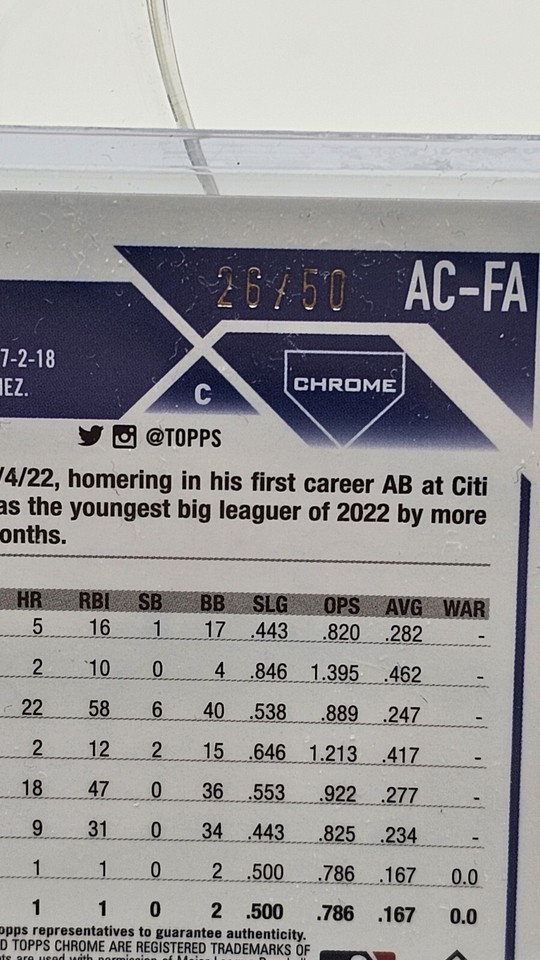 26/50 AC-FA
7-2-18
EZ.
C
CHROME
@TOPPS
/4/22, homering in his first career AB at Citi
as the youngest big leaguer of 2022 by more
onths.
HR RBI SB BB SLG OPS AVG WAR
5 16 1 17 .443 .820 .282 -
2 10 0 4 .846 1.395 .462 -
22 58 6 40 .538 .889 .247 -
2 12 2 15 .646 1.213 .417 -
18 47 0 36 .553 .922 .277 -
9 31 0 34 .443 .825 .234 -
1 1 0 2 .500 .786 .167 0.0
1 1 0 2 .500 .786 .167 0.0
opps representatives to guarantee authenticity.
D TOPPS CHROME ARE REGISTERED TRADEMARKS OF